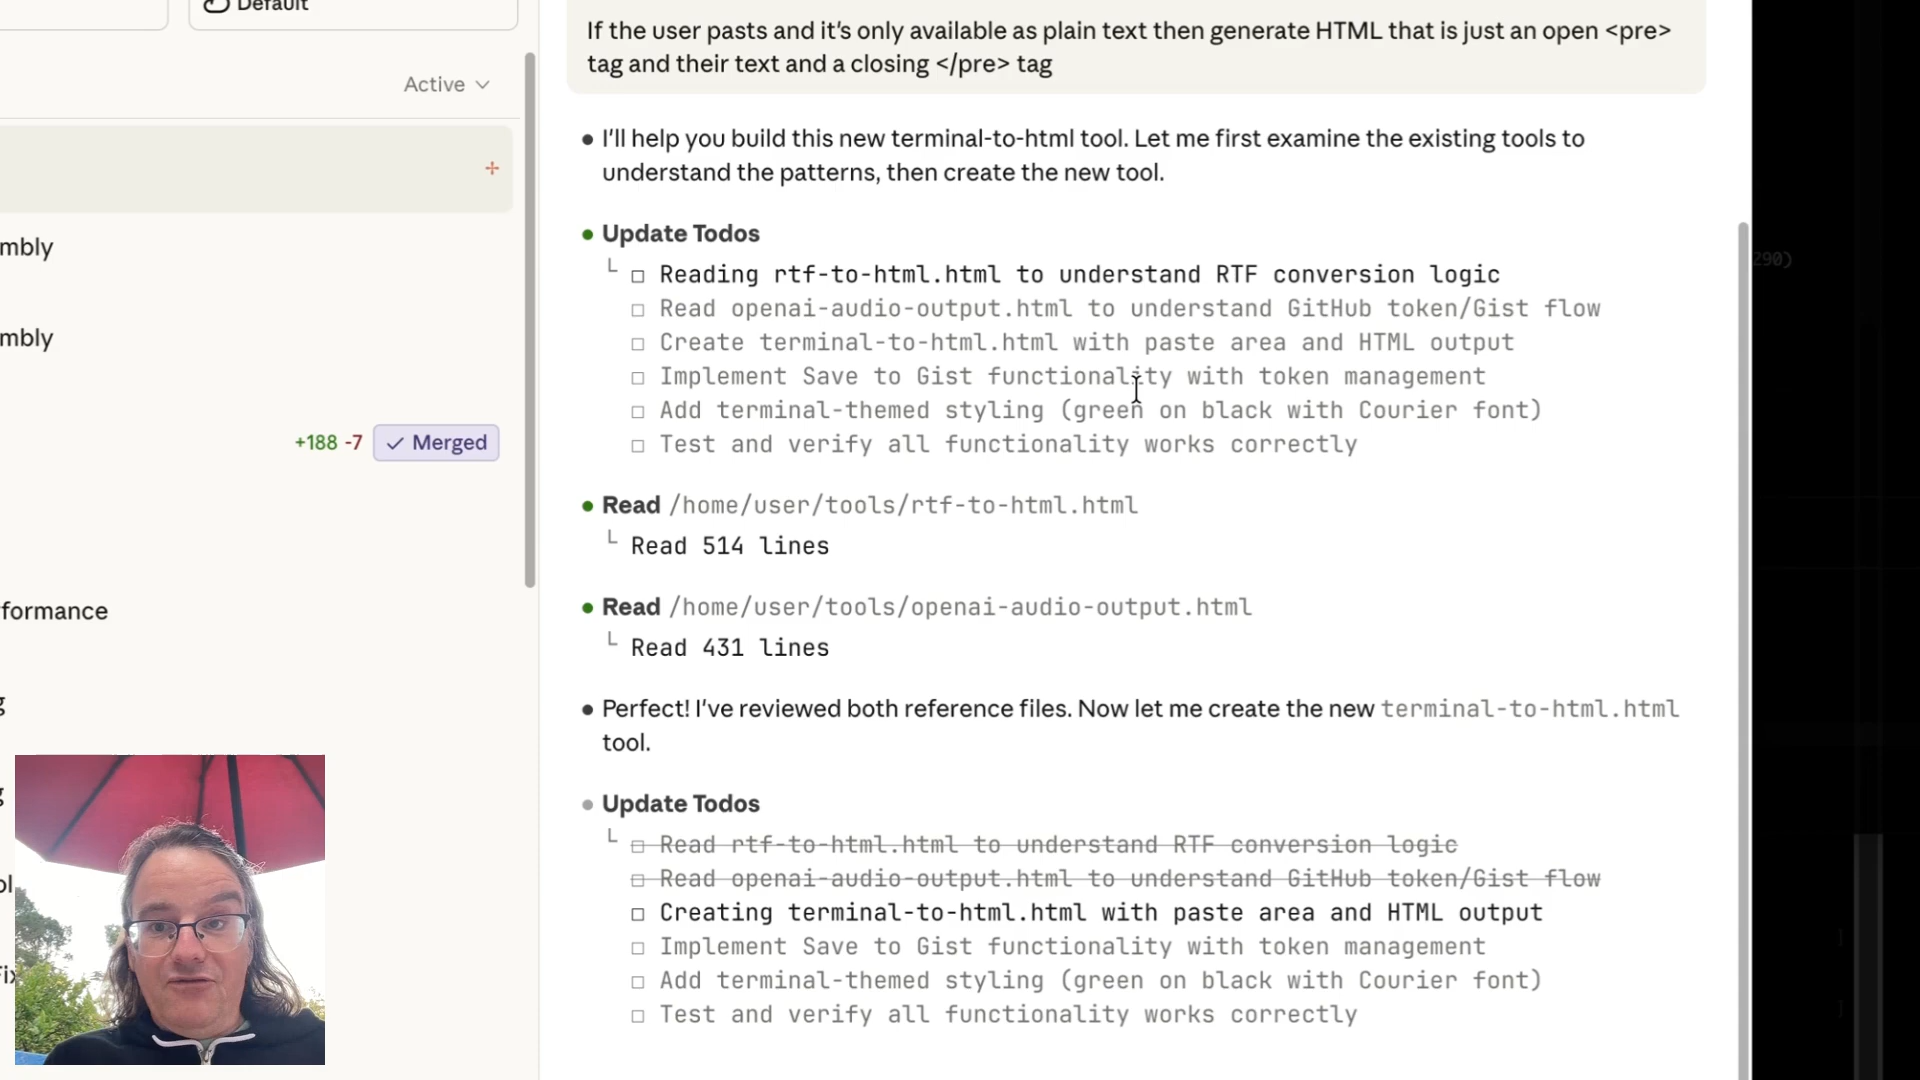 Default
Active
+
mbly
mbly
+188 -7 ✓ Merged
formance
g
g
ol
Fix
If the user pasts and it's only available as plain text then generate HTML that is just an open <pre>
tag and their text and a closing </pre> tag
● I'll help you build this new terminal-to-html tool. Let me first examine the existing tools to
understand the patterns, then create the new tool.
● Update Todos
└ ☐ Reading rtf-to-html.html to understand RTF conversion logic
☐ Read openai-audio-output.html to understand GitHub token/Gist flow
☐ Create terminal-to-html.html with paste area and HTML output
☐ Implement Save to Gist functionality with token management
☐ Add terminal-themed styling (green on black with Courier font)
☐ Test and verify all functionality works correctly
● Read /home/user/tools/rtf-to-html.html
└ Read 514 lines
● Read /home/user/tools/openai-audio-output.html
└ Read 431 lines
● Perfect! I've reviewed both reference files. Now let me create the new terminal-to-html.html
tool.
● Update Todos
└ ☐ Read rtf-to-html.html to understand RTF conversion logic
☐ Read openai-audio-output.html to understand GitHub token/Gist flow
☐ Creating terminal-to-html.html with paste area and HTML output
☐ Implement Save to Gist functionality with token management
☐ Add terminal-themed styling (green on black with Courier font)
☐ Test and verify all functionality works correctly
290)
]
]